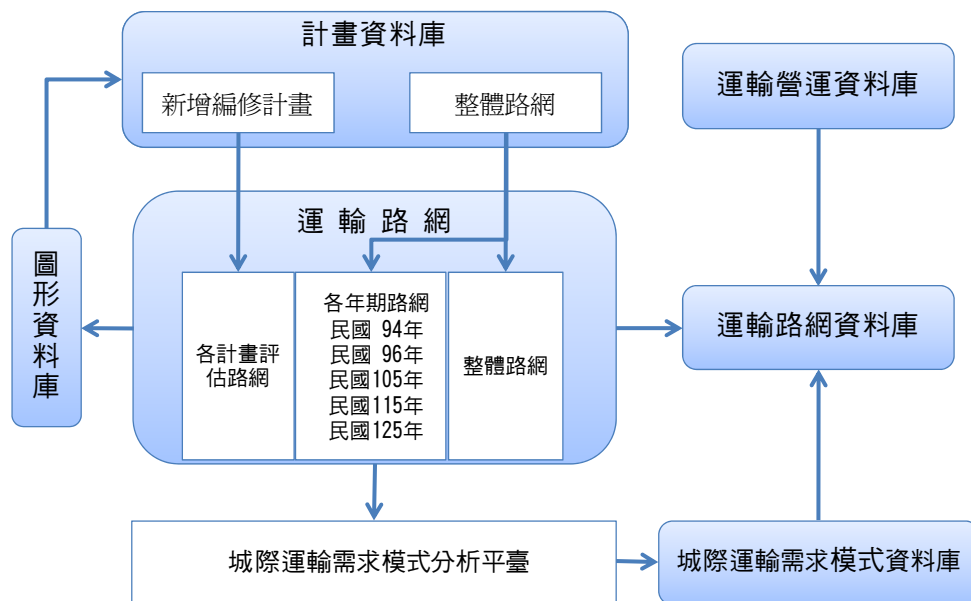 計畫資料庫
新增編修計畫
整體路網
運輸營運資料庫
運 輸 路 網
圖
形
資
料
庫
各計畫評
估路網
各年期路網
民國 94年
民國 96年
民國105年
民國115年
民國125年
整體路網
運輸路網資料庫
城際運輸需求模式分析平臺
城際運輸需求模式資料庫